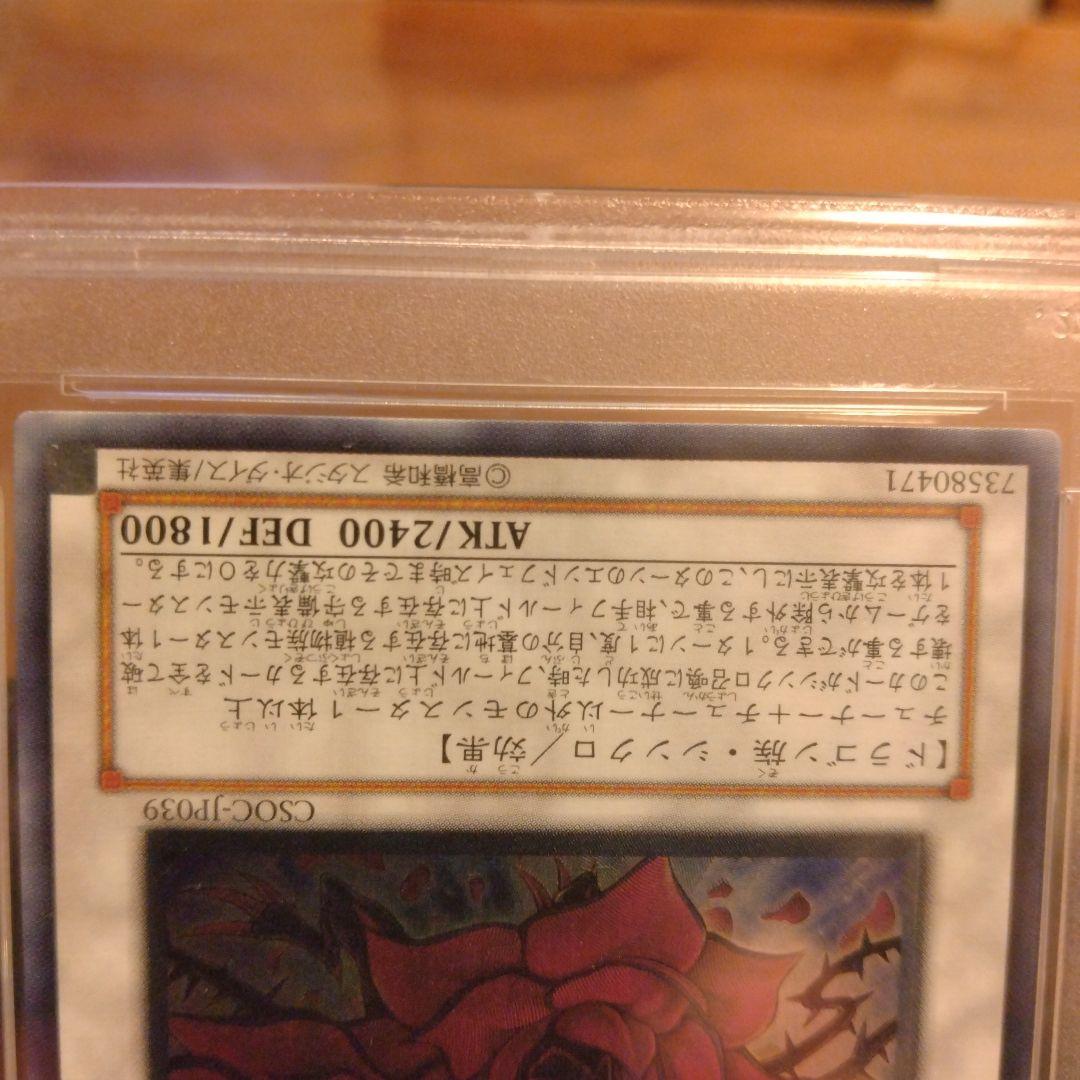 CSOC-JP039
【ドラゴン族・シンクロ／効果】
チューナー＋チューナー以外のモンスター１体以上
このカードがシンクロ召喚に成功した時、フィールド上に存在するカードを全て破
壊する事ができる。１ターンに１度、自分の墓地に存在する植物族モンスター１体
をゲームから除外する事で、相手フィールド上に存在する守備表示モンスター
１体を攻撃表示にし、このターンのエンドフェイズ時までその攻撃力を０にする。
ATK/2400 DEF/1800
73580471
©高橋和希 スタジオ・ダイス/集英社